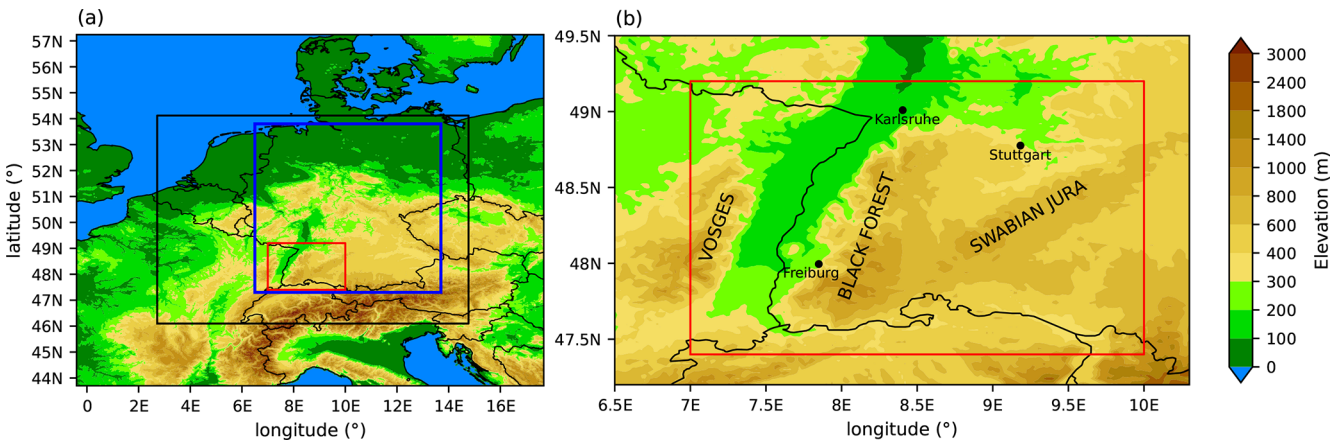 (a)
57N
56N
55N
54N
53N
52N
51N
50N
49N
48N
47N
46N
45N
44N
latitude (°)
0 2E 4E 6E 8E 10E 12E 14E 16E
longitude (°)
(b)
49.5N
49N
48.5N
48N
47.5N
Karlsruhe
Stuttgart
VOSGES
BLACK FOREST
SWABIAN JURA
Freiburg
6.5E 7E 7.5E 8E 8.5E 9E 9.5E 10E
longitude (°)
3000
2400
1800
1400
1000
800
600
400
300
200
100
0
Elevation (m)